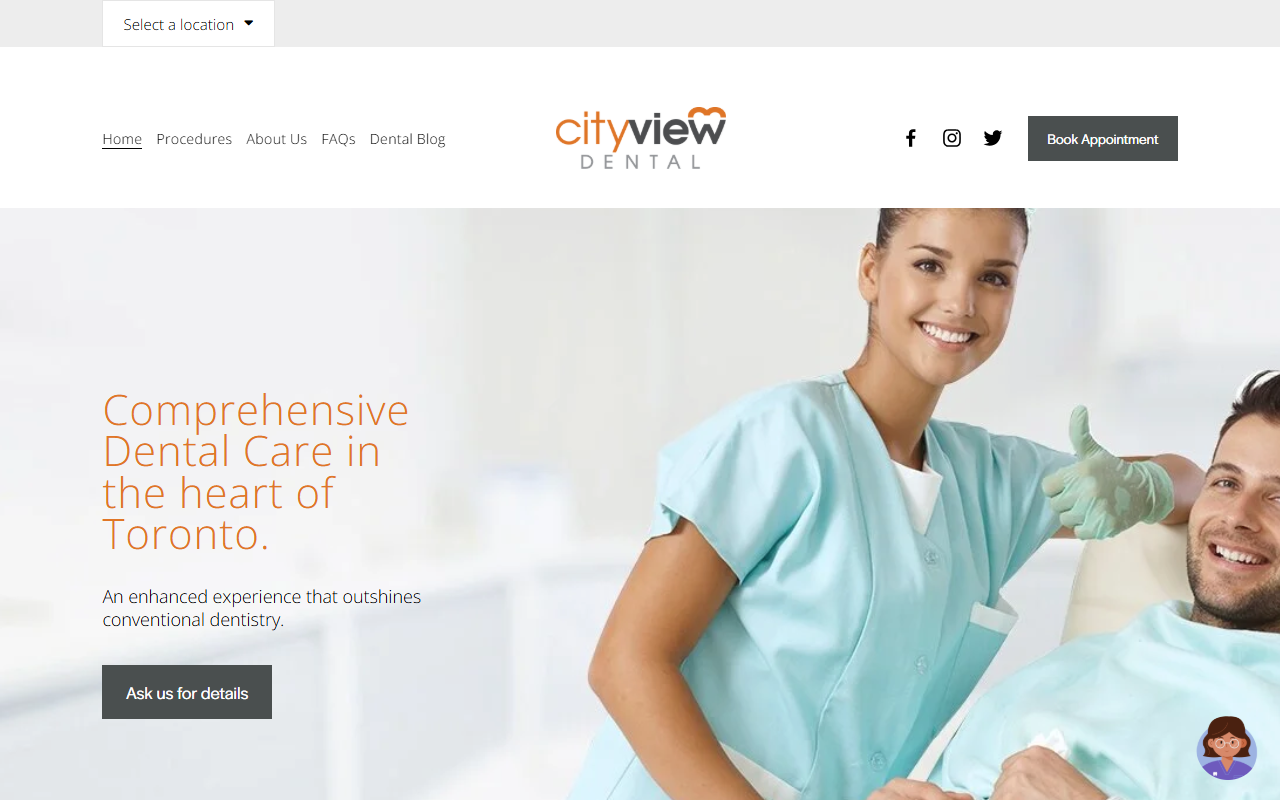 Select a location
Home Procedures About Us FAQs Dental Blog
cityview
DENTAL
Book Appointment
Comprehensive
Dental Care in
the heart of
Toronto.
An enhanced experience that outshines
conventional dentistry.
Ask us for details